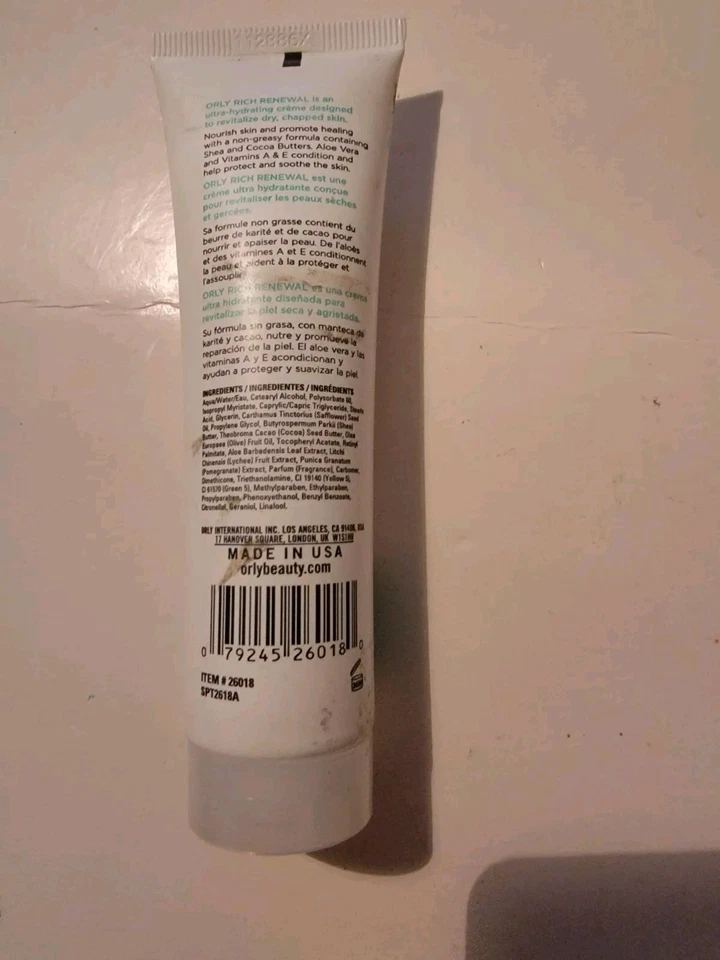 ORLY RICH RENEWAL is an
ultra-hydrating crème designed
to revitalize dry, chapped skin.
Nourish skin and promote healing
with a non-greasy formula containing
Shea and Cocoa Butters. Aloe Vera
and Vitamins A & E condition and
help protect and soothe the skin.
ORLY RICH RENEWAL est une
crème ultra hydratante conçue
pour revitaliser les peaux sèches
et gercées.
Sa formule non grasse contient du
beurre de karité et de cacao pour
nourrir et apaiser la peau. De l'aloès
et des vitamines A et E conditionnent
la peau et aident à la protéger et
l'assouplir
ORLY RICH RENEWAL es una crema
ultra hidratante diseñada para
revitalizar la piel seca y agrietada.
Su fórmula sin grasa, con manteca de
karité y cacao, nutre y promueve la
reparación de la piel. El aloe vera y las
vitaminas A y E acondicionan y
ayudan a proteger y suavizar la piel.
INGREDIENTS / INGREDIENTES / INGRÉDIENTS
Aqua/Water/Eau, Cetearyl Alcohol, Polysorbate 60,
Isopropyl Myristate, Caprylic/Capric Triglyceride, Stearic
Acid, Glycerin, Carthamus Tinctorius (Safflower) Seed
Oil, Propylene Glycol, Butyrospermum Parkii (Shea)
Butter, Theobroma Cacao (Cocoa) Seed Butter, Olea
Europaea (Olive) Fruit Oil, Tocopheryl Acetate, Retinyl
Palmitate, Aloe Barbadensis Leaf Extract, Litchi
Chinensis (Lychee) Fruit Extract, Punica Granatum
(Pomegranate) Extract, Parfum (Fragrance), Carbomer,
Dimethicone, Triethanolamine, CI 19140 (Yellow 5),
CI 61570 (Green 5), Methylparaben, Ethylparaben,
Propylparaben, Phenoxyethanol, Benzyl Benzoate,
Citronellol, Geraniol, Linalool.
ORLY INTERNATIONAL INC. LOS ANGELES, CA 91406, USA
17 HANOVER SQUARE, LONDON, UK W1S1HU
MADE IN USA
orlybeauty.com
0 79245 26018 0
ITEM # 26018
SPT2618A